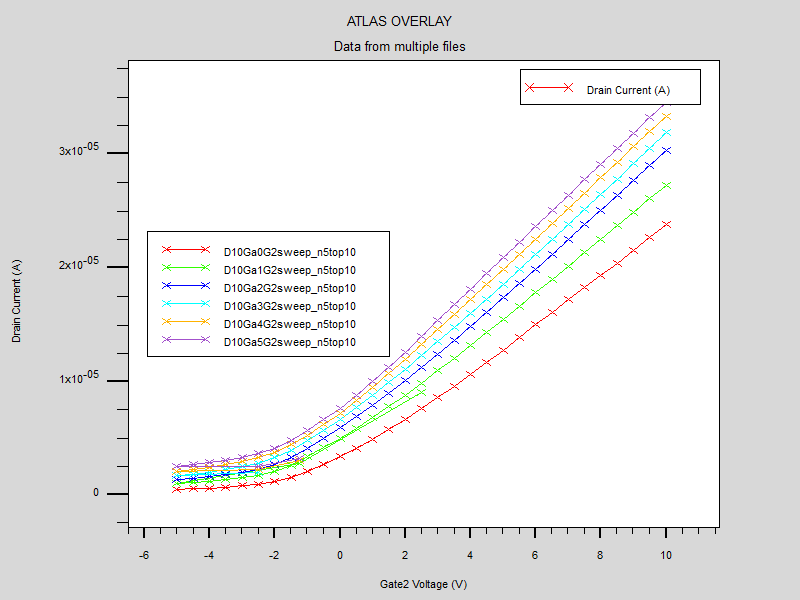 ATLAS OVERLAY
Data from multiple files
Drain Current (A)
3x10^-05
2x10^-05
1x10^-05
0
Drain Current (A)
D10Ga0G2sweep_n5top10
D10Ga1G2sweep_n5top10
D10Ga2G2sweep_n5top10
D10Ga3G2sweep_n5top10
D10Ga4G2sweep_n5top10
D10Ga5G2sweep_n5top10
-6 -4 -2 0 2 4 6 8 10
Gate2 Voltage (V)